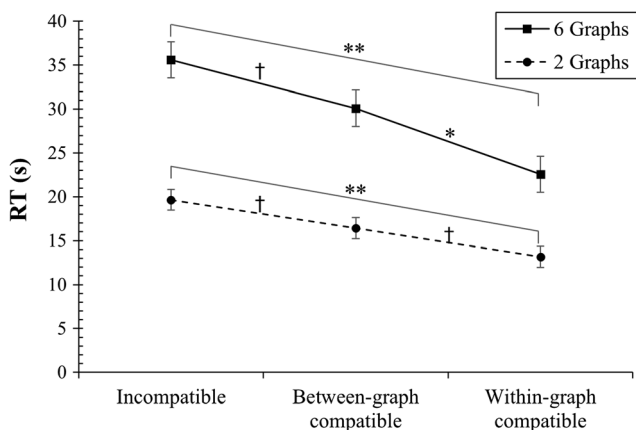 40
35
30
25
20
15
10
5
0
RT (s)
6 Graphs
2 Graphs
**
†
*
**
†
†
Incompatible
Between-graph
compatible
Within-graph
compatible